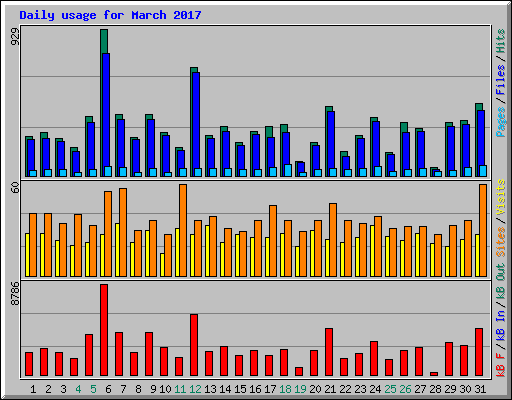 Daily usage for March 2017
929
Pages / Files / Hits
60
Sites / Visits
8786
kB F / kB In / kB Out
1 2 3 4 5 6 7 8 9 10 11 12 13 14 15 16 17 18 19 20 21 22 23 24 25 26 27 28 29 30 31